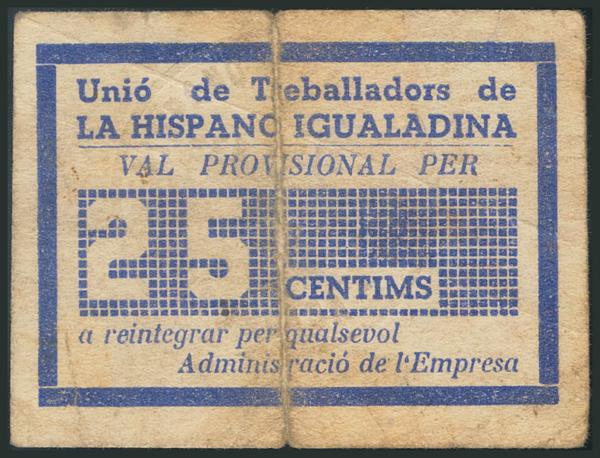 Unió de Treballadors de
LA HISPANO IGUALADINA
VAL PROVISIONAL PER
25
CENTIMS
a reintegrar per qualsevol
Administració de l'Empresa